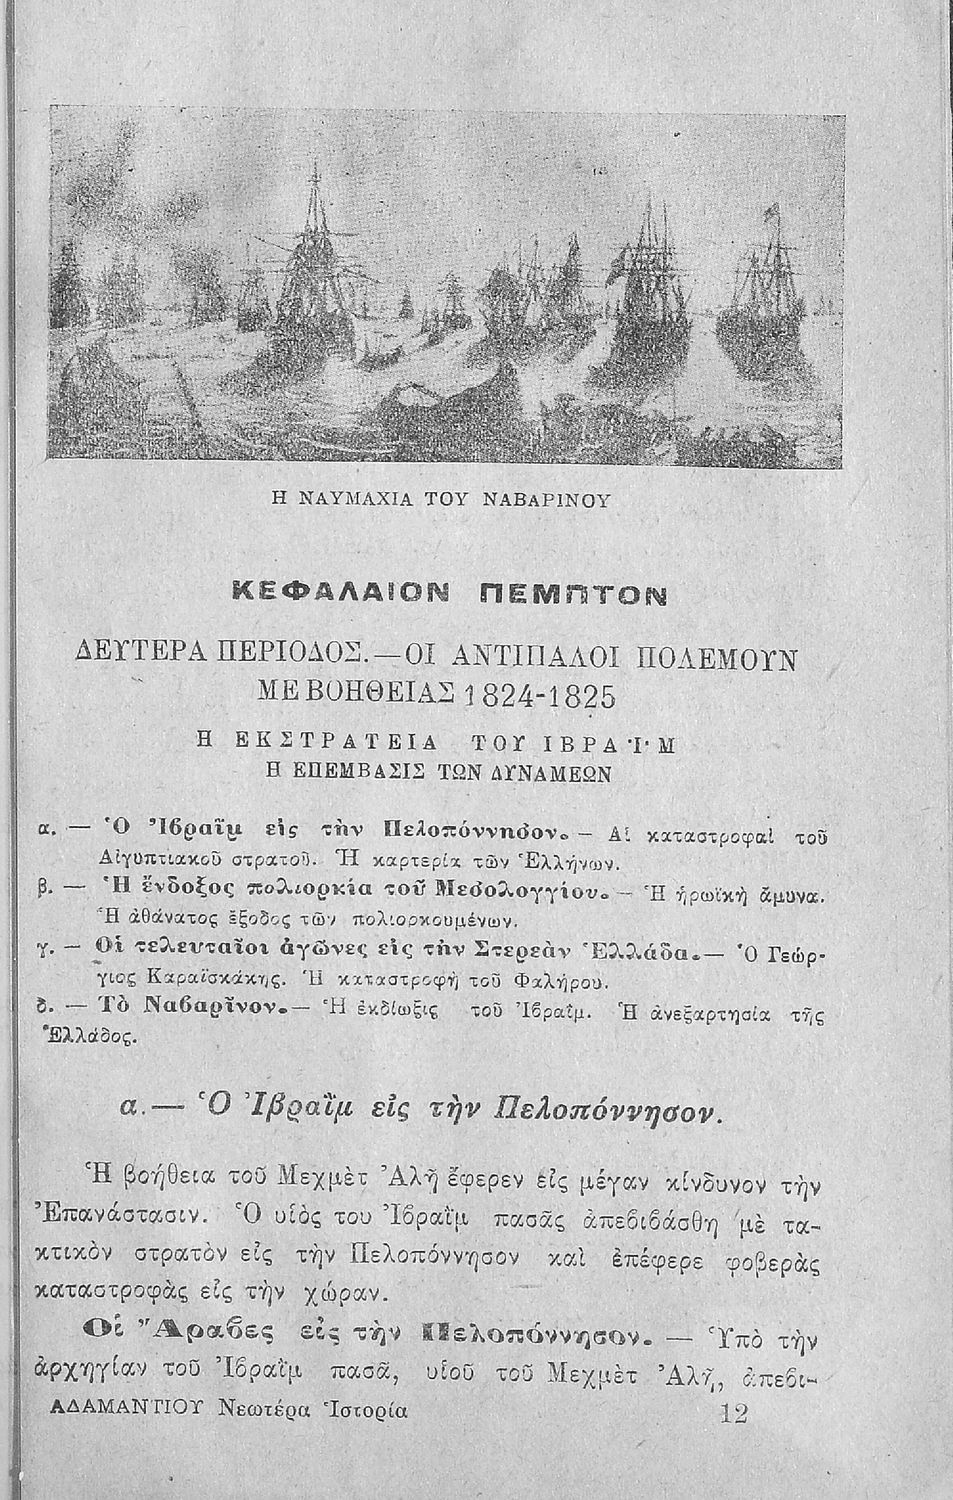 Η ΝΑΥΜΑΧΙΑ ΤΟΥ ΝΑΒΑΡΙΝΟΥ
ΚΕΦΑΛΑΙΟΝ ΠΕΜΠΤΟΝ
ΔΕΥΤΕΡΑ ΠΕΡΙΟΔΟΣ.—ΟΙ ΑΝΤΙΠΑΛΟΙ ΠΟΛΕΜΟΥΝ
ΜΕ ΒΟΗΘΕΙΑΣ 1824-1825
Η ΕΚΣΤΡΑΤΕΙΑ ΤΟΥ ΙΒΡΑΪΜ
Η ΕΠΕΜΒΑΣΙΣ ΤΩΝ ΔΥΝΑΜΕΩΝ
α. — Ὁ Ἰβραῒμ εἰς τὴν Πελοπόννησον. — Αἱ καταστροφαὶ τοῦ
Αἰγυπτιακοῦ στρατοῦ. Ἡ καρτερία τῶν Ἑλλήνων.
β. — Ἡ ἔνδοξος πολιορκία τοῦ Μεσολογγίου. — Ἡ ἡρωϊκὴ ἄμυνα.
Ἡ ἀθάνατος ἔξοδος τῶν πολιορκουμένων.
γ. — Οἱ τελευταῖοι ἀγῶνες εἰς τὴν Στερεὰν Ἑλλάδα.— Ὁ Γεώρ-
γιος Καραϊσκάκης. Ἡ καταστροφὴ τοῦ Φαλήρου.
δ. — Τὸ Ναβαρῖνον.— Ἡ ἐκδίωξις τοῦ Ἰβραῒμ. Ἡ ἀνεξαρτησία τῆς
Ἑλλάδος.
α.— Ὁ Ἰβραῒμ εἰς τὴν Πελοπόννησον.
Ἡ βοήθεια τοῦ Μεχμὲτ Ἀλῆ ἔφερεν εἰς μέγαν κίνδυνον τὴν
Ἐπανάστασιν. Ὁ υἱὸς του Ἰβραῒμ πασᾶς ἀπεβιβάσθη μὲ τα-
κτικὸν στρατὸν εἰς τὴν Πελοπόννησον καὶ ἐπέφερε φοβερὰς
καταστροφὰς εἰς τὴν χώραν.
Οἱ Ἄραβες εἰς τὴν Πελοπόννησον. — Ὑπὸ τὴν
ἀρχηγίαν τοῦ Ἰβραῒμ πασᾶ, υἱοῦ τοῦ Μεχμὲτ Ἀλῆ, ἀπεβι-
ΑΔΑΜΑΝΤΙΟΥ Νεωτέρα Ἱστορία 12